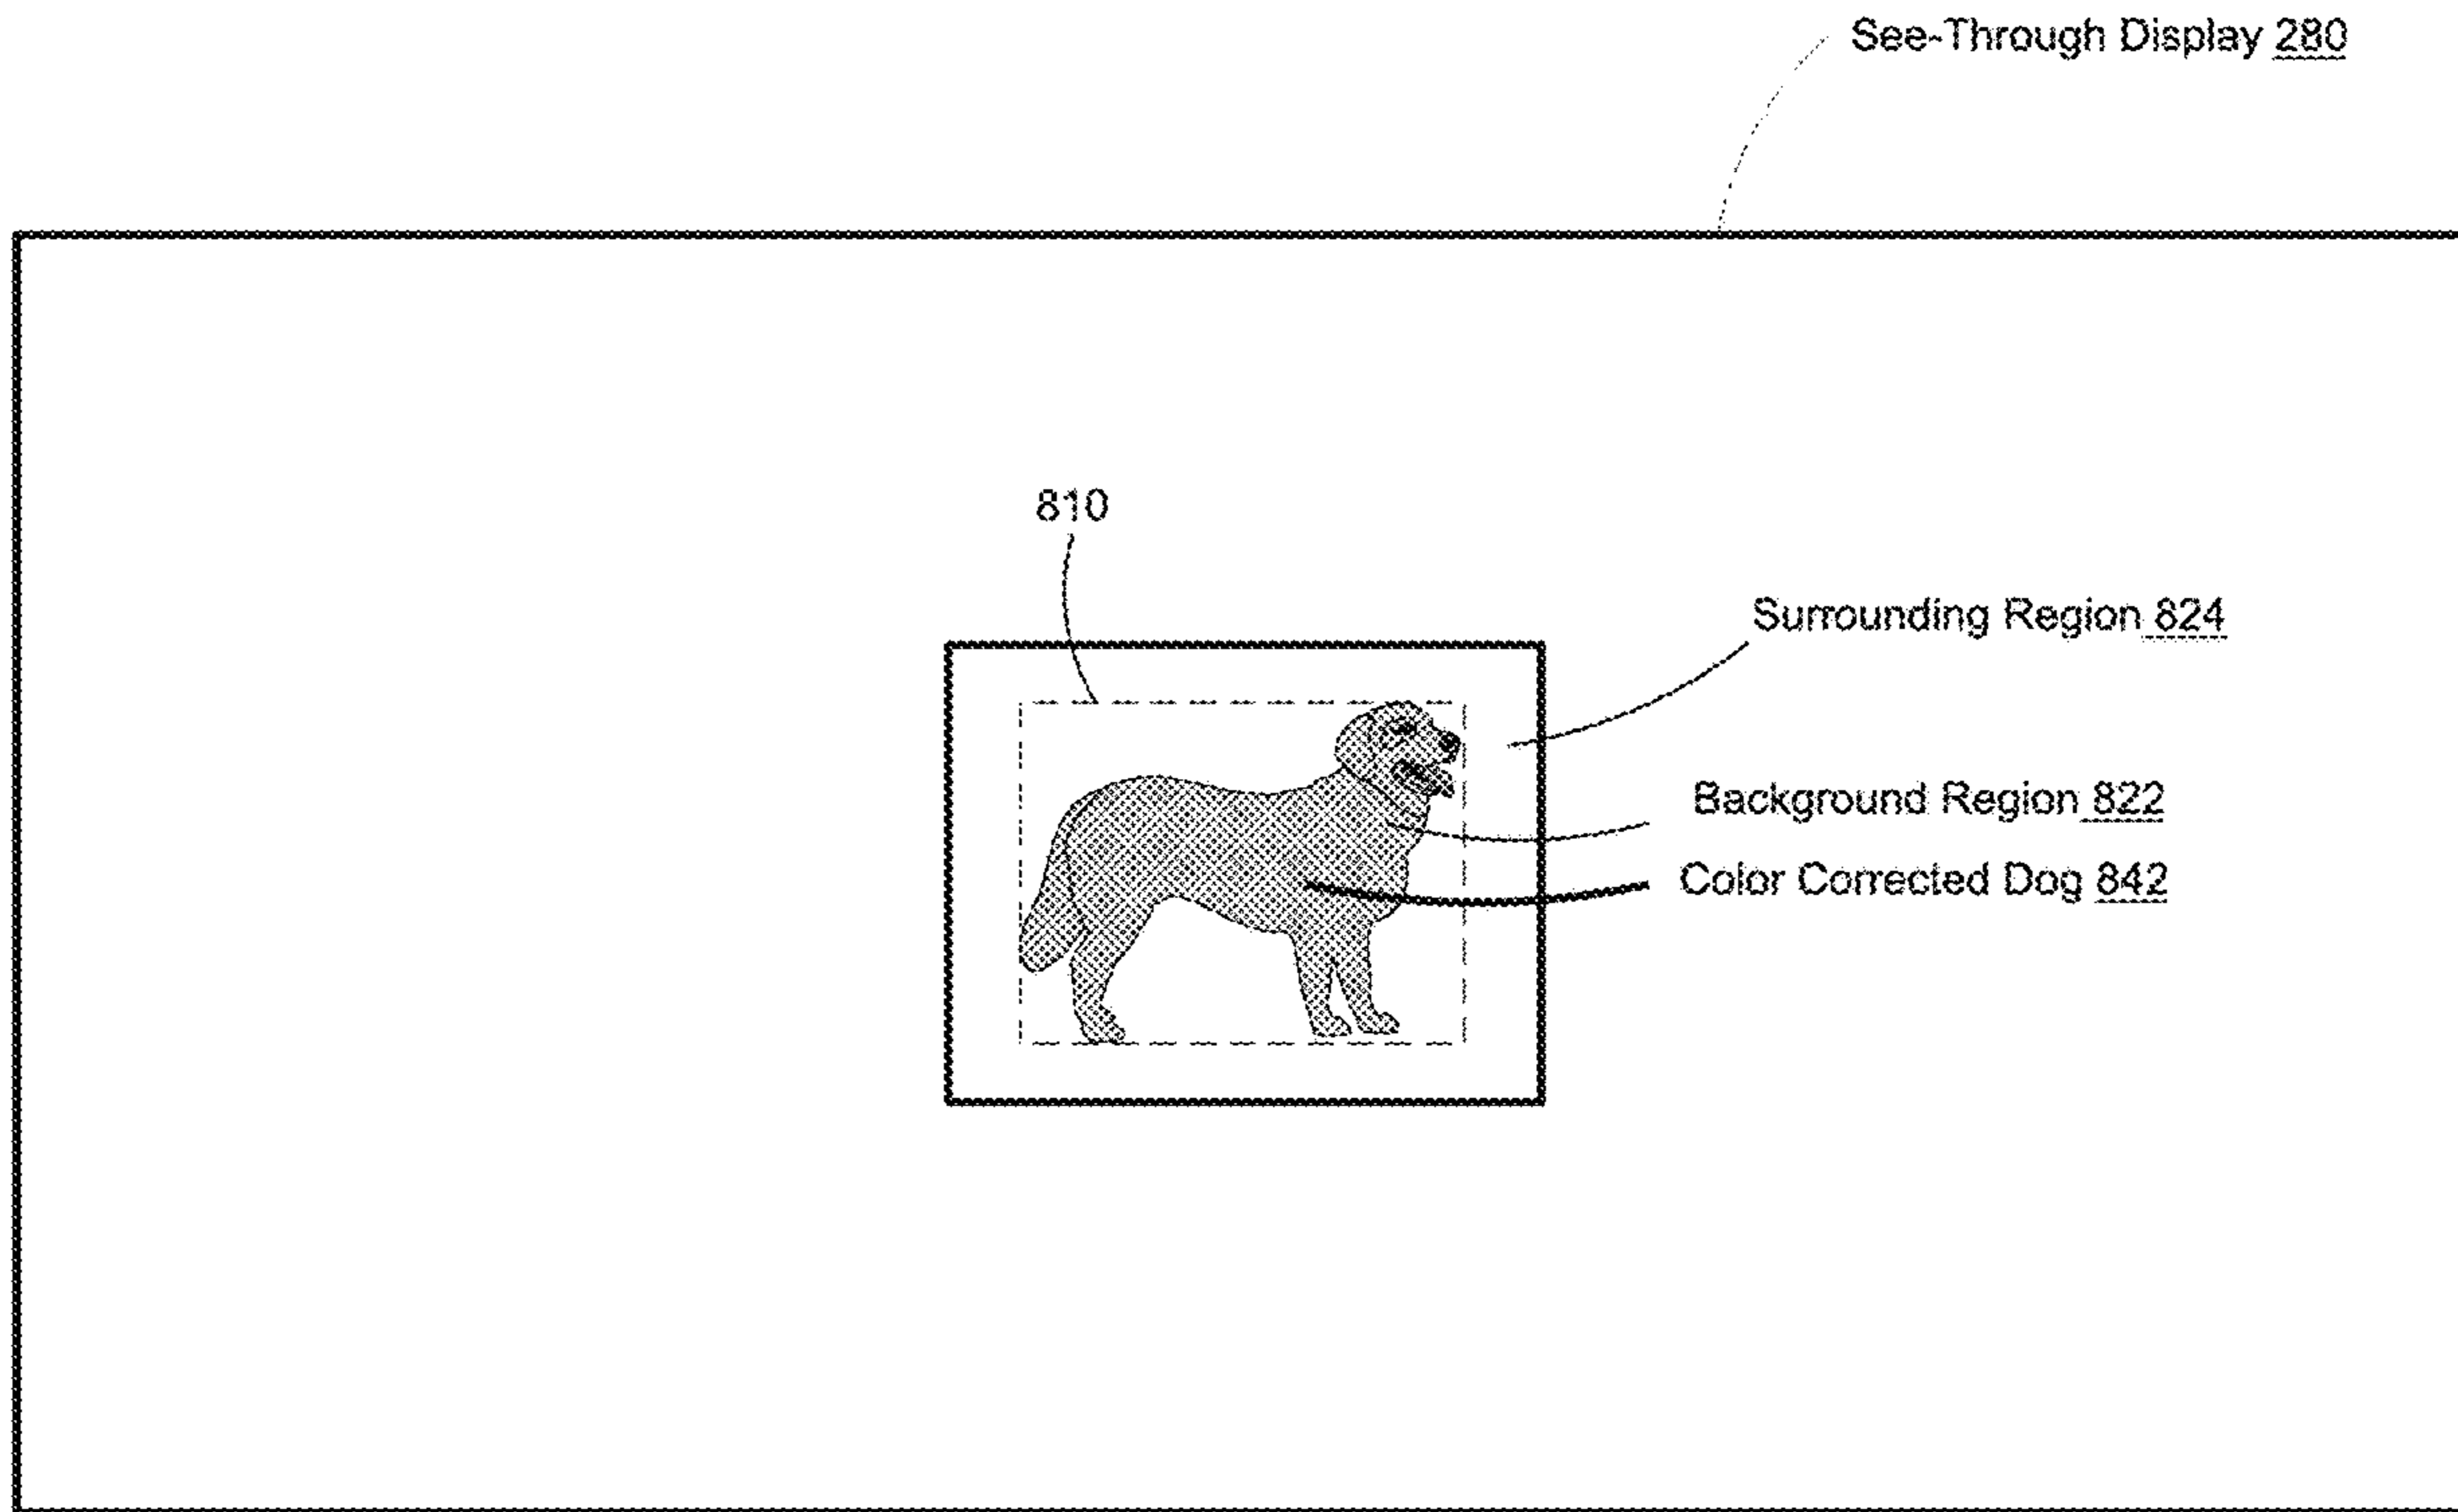 See-Through Display 280
810
Surrounding Region 824
Background Region 822
Color Corrected Dog 842